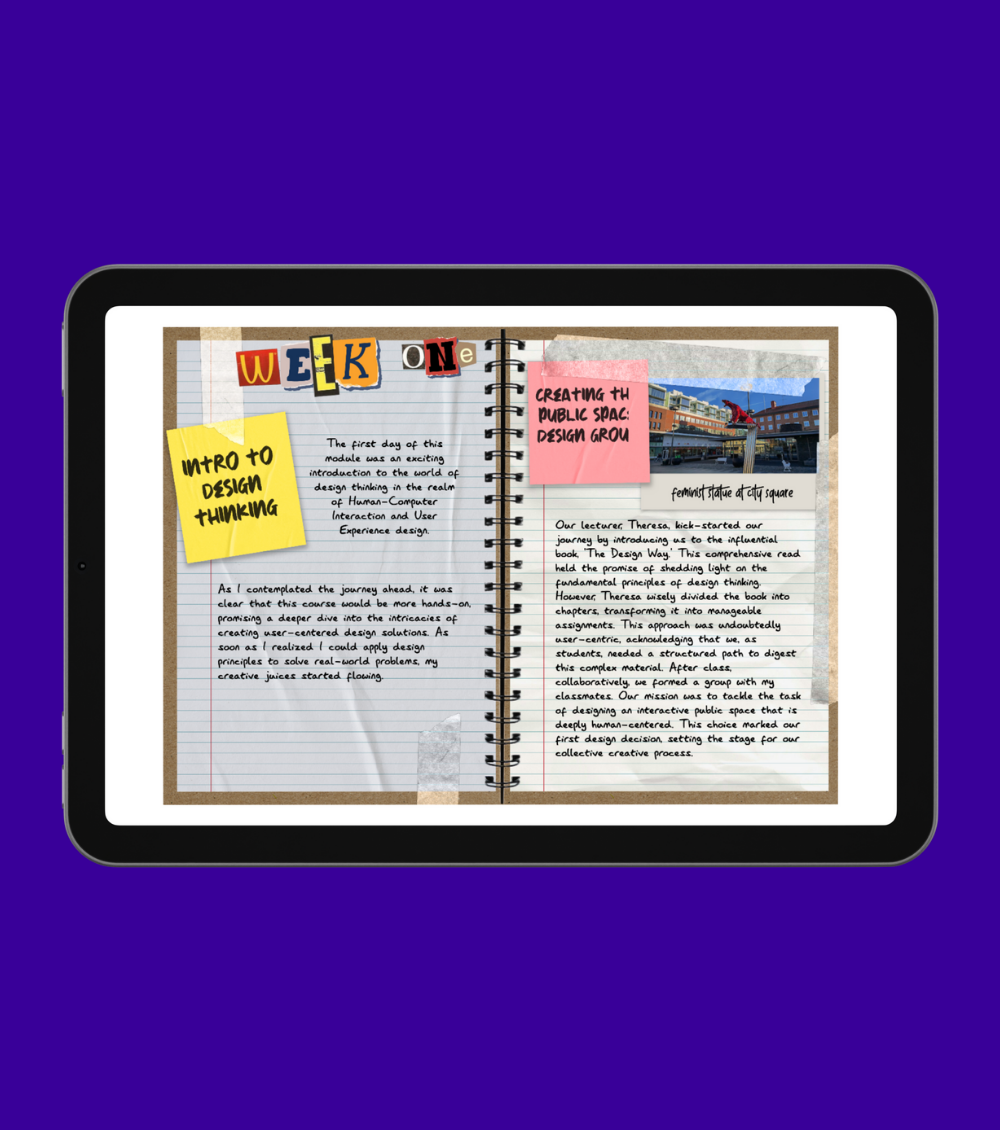 WEEK ONe
INTRO TO
DESIGN
THINKING
The first day of this
module was an exciting
introduction to the world of
design thinking in the realm
of Human-Computer
Interaction and User
Experience design.
As I contemplated the journey ahead, it was
clear that this course would be more hands-on,
promising a deeper dive into the intricacies of
creating user-centered design solutions. As
soon as I realized I could apply design
principles to solve real-world problems, my
creative juices started flowing.
CREATING TH
PUBLIC SPAC
DESIGN GROU
feminist statue at city square
Our lecturer, Theresa, kick-started our
journey by introducing us to the influential
book, 'The Design Way.' This comprehensive read
held the promise of shedding light on the
fundamental principles of design thinking.
However, Theresa wisely divided the book into
chapters, transforming it into manageable
assignments. This approach was undoubtedly
user-centric, acknowledging that we, as
students, needed a structured path to digest
this complex material. After class,
collaboratively, we formed a group with my
classmates. Our mission was to tackle the task
of designing an interactive public space that is
deeply human-centered. This choice marked our
first design decision, setting the stage for our
collective creative process.